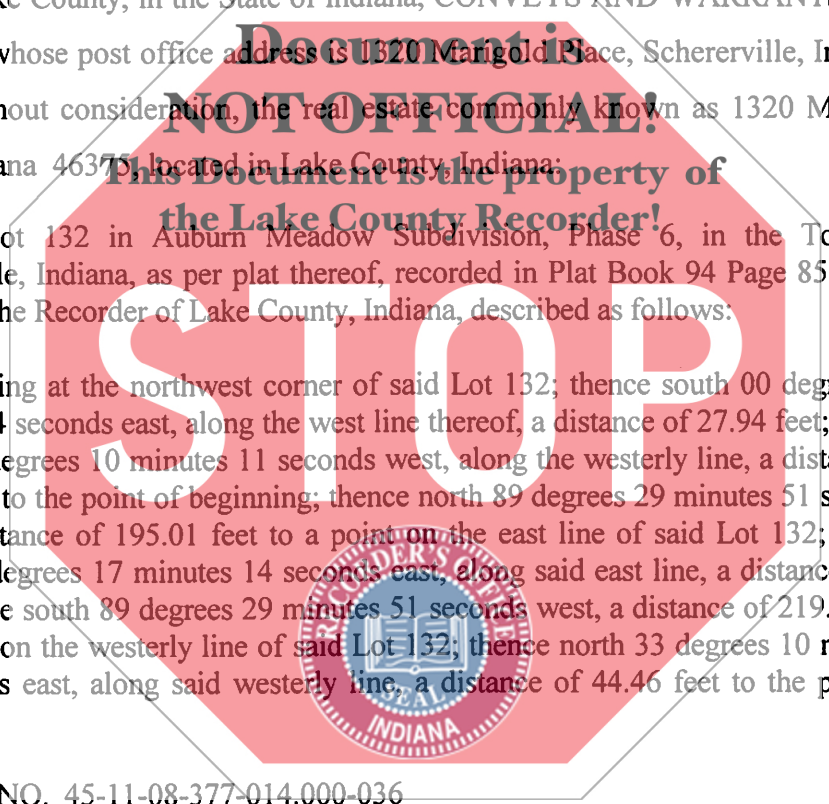 ke County, in the State of Indiana, CONVEYS AND WARRANT
Document is
whose post office address is 1320 Marigold Place, Schererville, In
NOT OFFICIAL!
hout consideration, the real estate commonly known as 1320 M
This Document is the property of
ana 46375, located in Lake County, Indiana:
the Lake County Recorder!
ot 132 in Auburn Meadow Subdivision, Phase 6, in the To
le, Indiana, as per plat thereof, recorded in Plat Book 94 Page 85
he Recorder of Lake County, Indiana, described as follows:
STOP
ing at the northwest corner of said Lot 132; thence south 00 deg
4 seconds east, along the west line thereof, a distance of 27.94 feet;
egrees 10 minutes 11 seconds west, along the westerly line, a dista
to the point of beginning; thence north 89 degrees 29 minutes 51 s
tance of 195.01 feet to a point on the east line of said Lot 132;
egrees 17 minutes 14 seconds east, along said east line, a distanc
e south 89 degrees 29 minutes 51 seconds west, a distance of 219.
on the westerly line of said Lot 132; thence north 33 degrees 10 m
s east, along said westerly line, a distance of 44.46 feet to the p
RECORDER'S OFFICE
SEAL
INDIANA
NO. 45-11-08-377-014.000-036